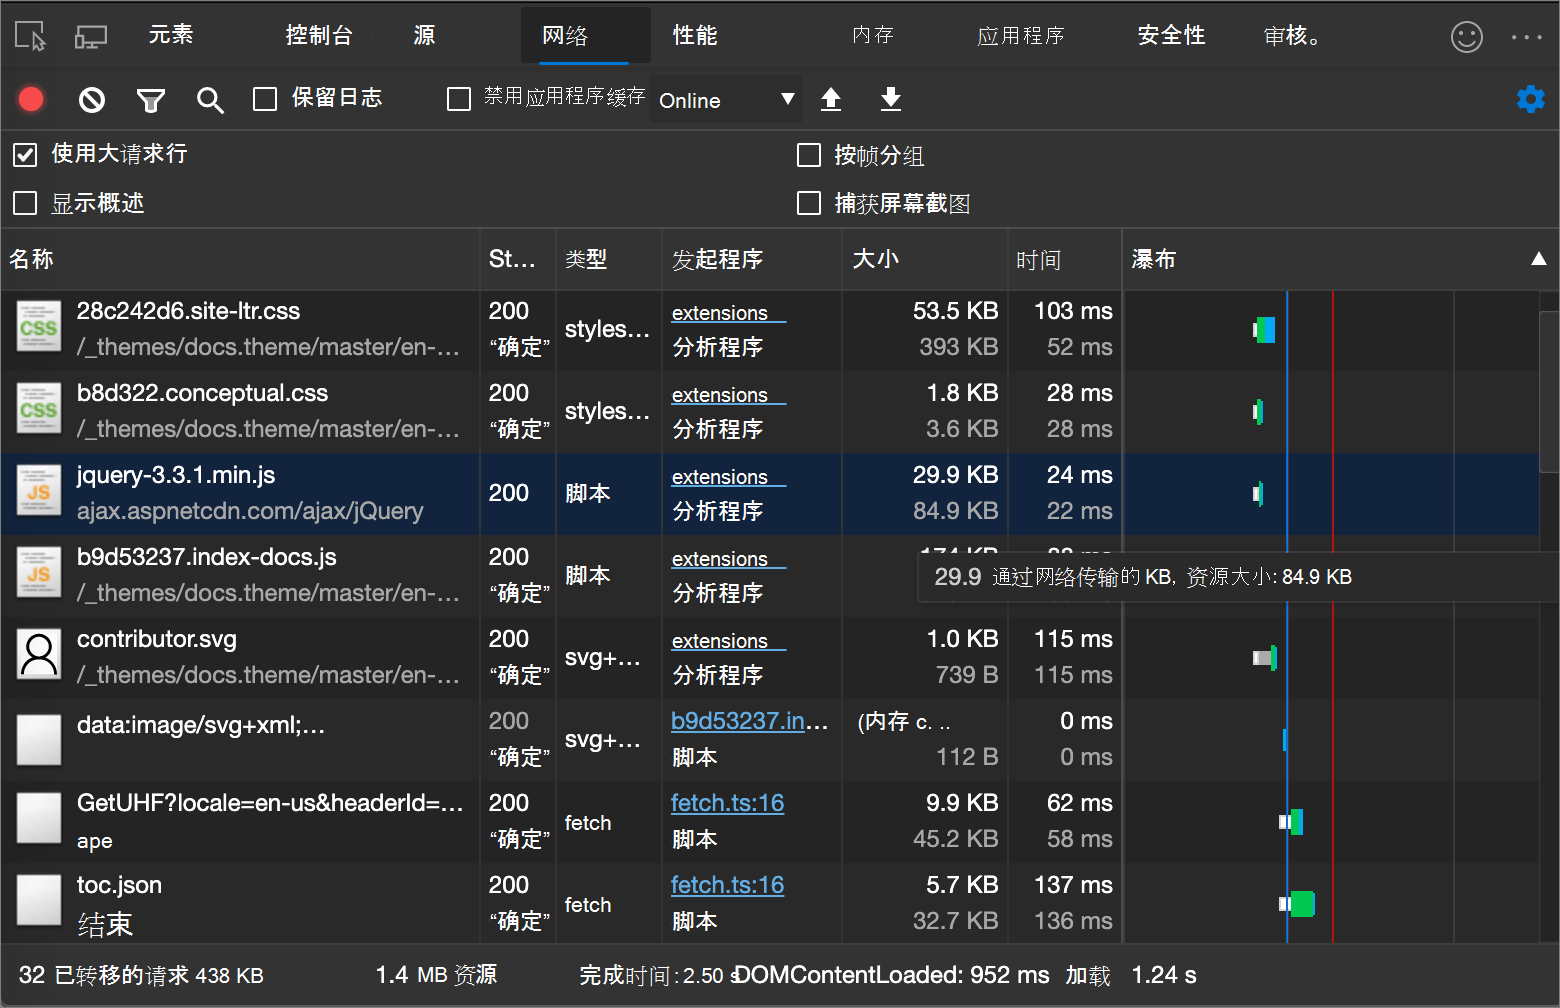 元素 控制台 源 网络 性能 内存 应用程序 安全性 审核。
保留日志 禁用应用程序缓存 Online
使用大请求行 按帧分组
显示概述 捕获屏幕截图
名称 St... 类型 发起程序 大小 时间 瀑布
28c242d6.site-ltr.css 200 extensions 53.5 KB 103 ms
/_themes/docs.theme/master/en-... “确定” styles... 分析程序 393 KB 52 ms
b8d322.conceptual.css 200 extensions 1.8 KB 28 ms
/_themes/docs.theme/master/en-... “确定” styles... 分析程序 3.6 KB 28 ms
jquery-3.3.1.min.js 200 脚本 extensions 29.9 KB 24 ms
ajax.aspnetcdn.com/ajax/jQuery 分析程序 84.9 KB 22 ms
b9d53237.index-docs.js 200 脚本 extensions
/_themes/docs.theme/master/en-... “确定” 分析程序
29.9 通过网络传输的 KB, 资源大小: 84.9 KB
contributor.svg 200 extensions 1.0 KB 115 ms
/_themes/docs.theme/master/en-... “确定” svg+... 分析程序 739 B 115 ms
data:image/svg+xml;... 200 svg+... b9d53237.in... (内存 c. .. 0 ms
“确定” 脚本 112 B 0 ms
GetUHF?locale=en-us&headerId=... 200 fetch fetch.ts:16 9.9 KB 62 ms
ape “确定” 脚本 45.2 KB 58 ms
toc.json 200 fetch fetch.ts:16 5.7 KB 137 ms
结束 “确定” 脚本 32.7 KB 136 ms
32 已转移的请求 438 KB 1.4 MB 资源 完成时间: 2.50 s DOMContentLoaded: 952 ms 加载 1.24 s
CSS
CSS
JS
JS